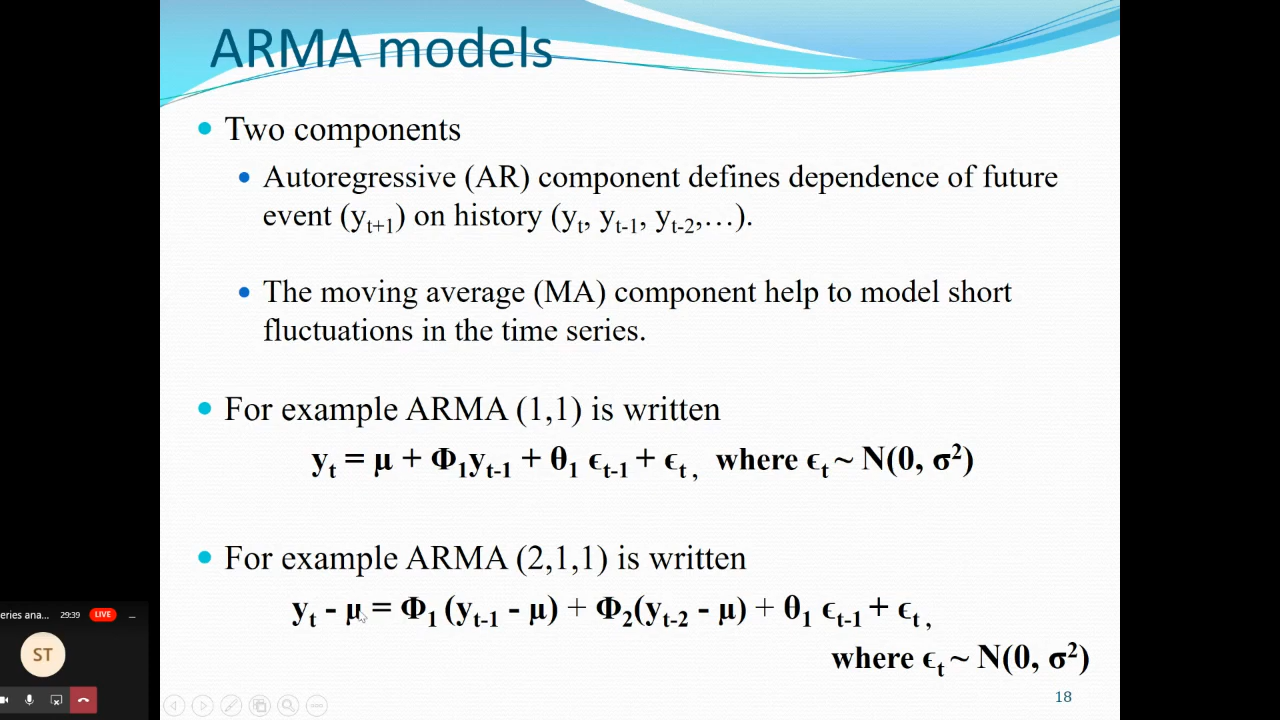 ARMA models
Two components
Autoregressive (AR) component defines dependence of future
event (yt+1) on history (yt, yt-1, yt-2,…).
The moving average (MA) component help to model short
fluctuations in the time series.
For example ARMA (1,1) is written
yt = μ + Φ1yt-1 + θ1 ϵt-1 + ϵt , where ϵt ~ N(0, σ²)
For example ARMA (2,1,1) is written
yt - μ = Φ1 (yt-1 - μ) + Φ2(yt-2 - μ) + θ1 ϵt-1 + ϵt ,
where ϵt ~ N(0, σ²)
18
eries ana... 29:39 LIVE
ST